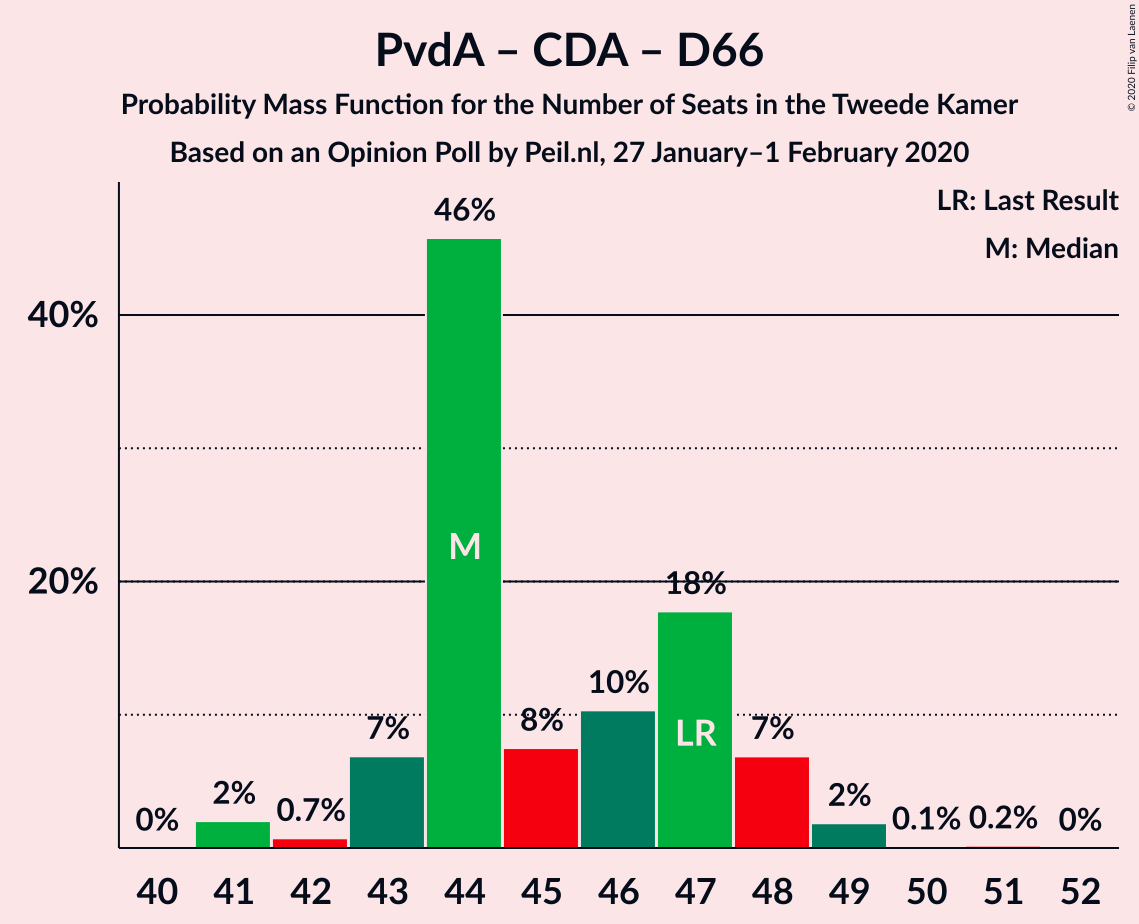 PvdA – CDA – D66
Probability Mass Function for the Number of Seats in the Tweede Kamer
Based on an Opinion Poll by Peil.nl, 27 January–1 February 2020
© 2020 Filip van Laenen
LR: Last Result
M: Median
40%
20%
0%
2%
0.7%
7%
46%
8%
10%
18%
7%
2%
0.1%
0.2%
0%
M
LR
40 41 42 43 44 45 46 47 48 49 50 51 52